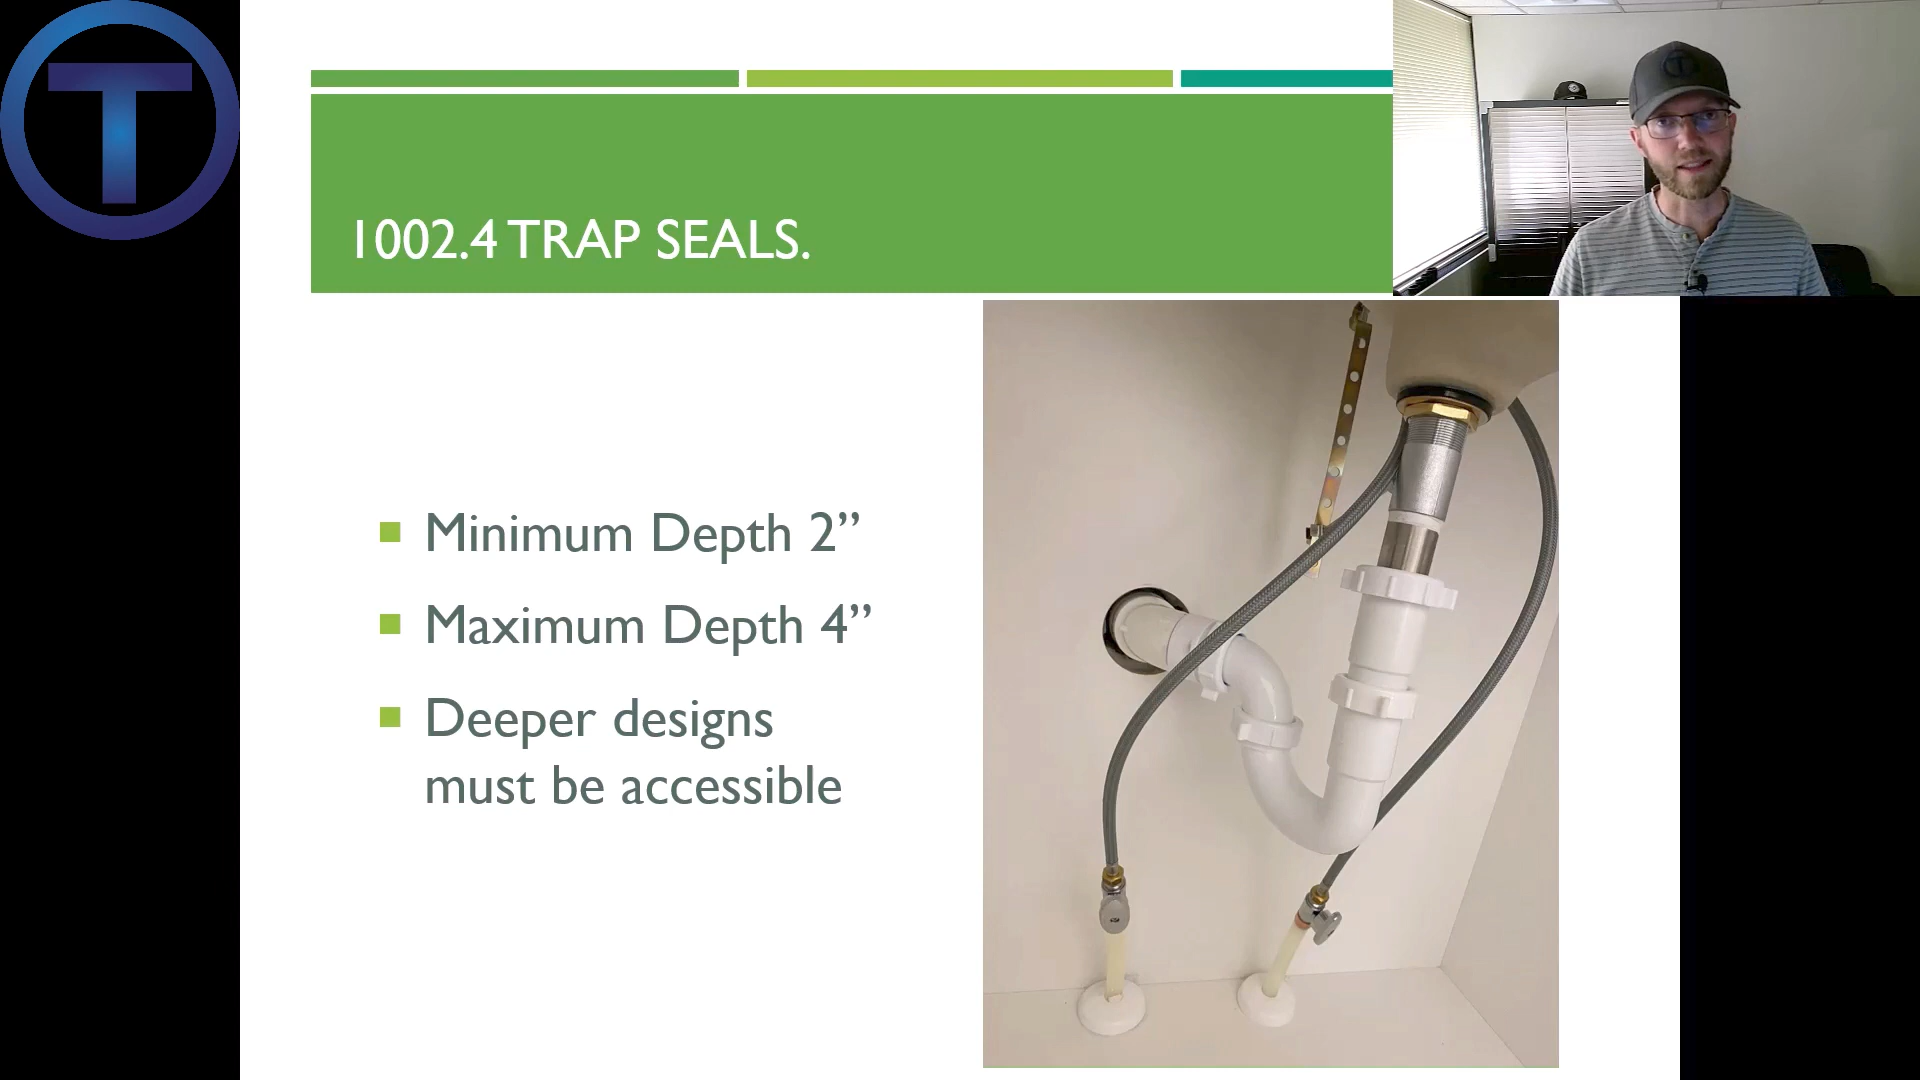 T
1002.4 TRAP SEALS.
Minimum Depth 2”
Maximum Depth 4”
Deeper designs
must be accessible